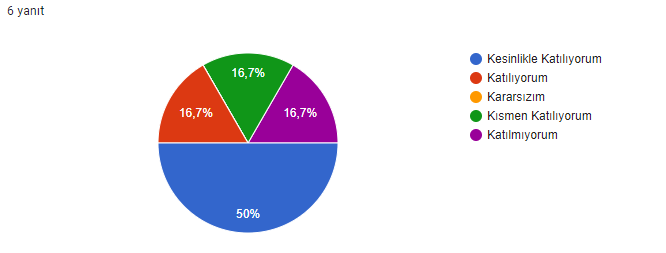 6 yanıt
16,7%
16,7%
16,7%
50%
Kesinlikle Katılıyorum
Katılıyorum
Kararsızım
Kısmen Katılıyorum
Katılmıyorum